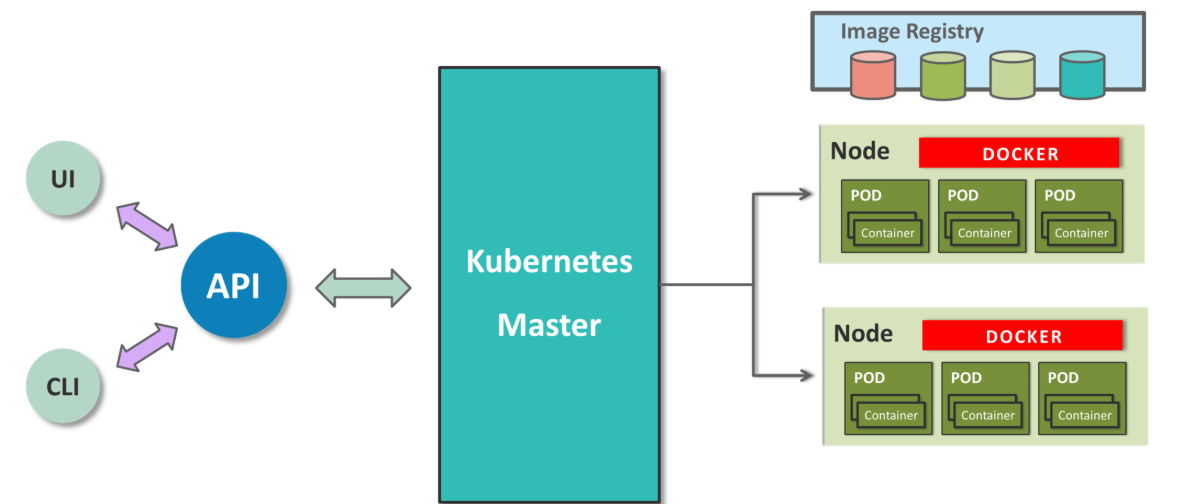 Image Registry
UI
CLI
API
Kubernetes
Master
Node
DOCKER
POD
POD
POD
Container
Container
Container
Node
DOCKER
POD
POD
POD
Container
Container
Container